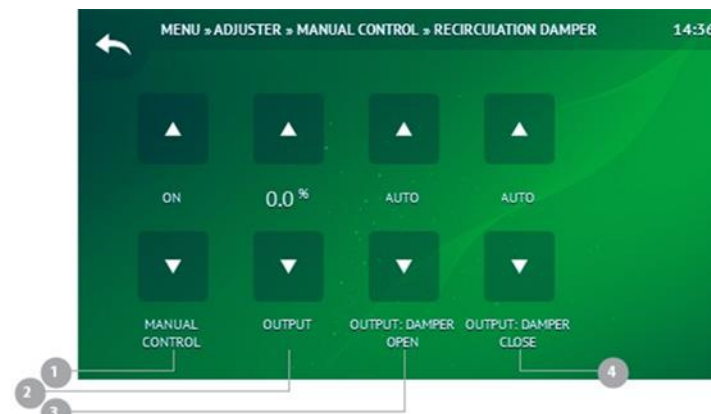 MENU » ADJUSTER » MANUAL CONTROL » RECIRCULATION DAMPER 14:36
ON 0.0 % AUTO AUTO
MANUAL CONTROL
OUTPUT
OUTPUT: DAMPER OPEN
OUTPUT: DAMPER CLOSE
1
2
3
4